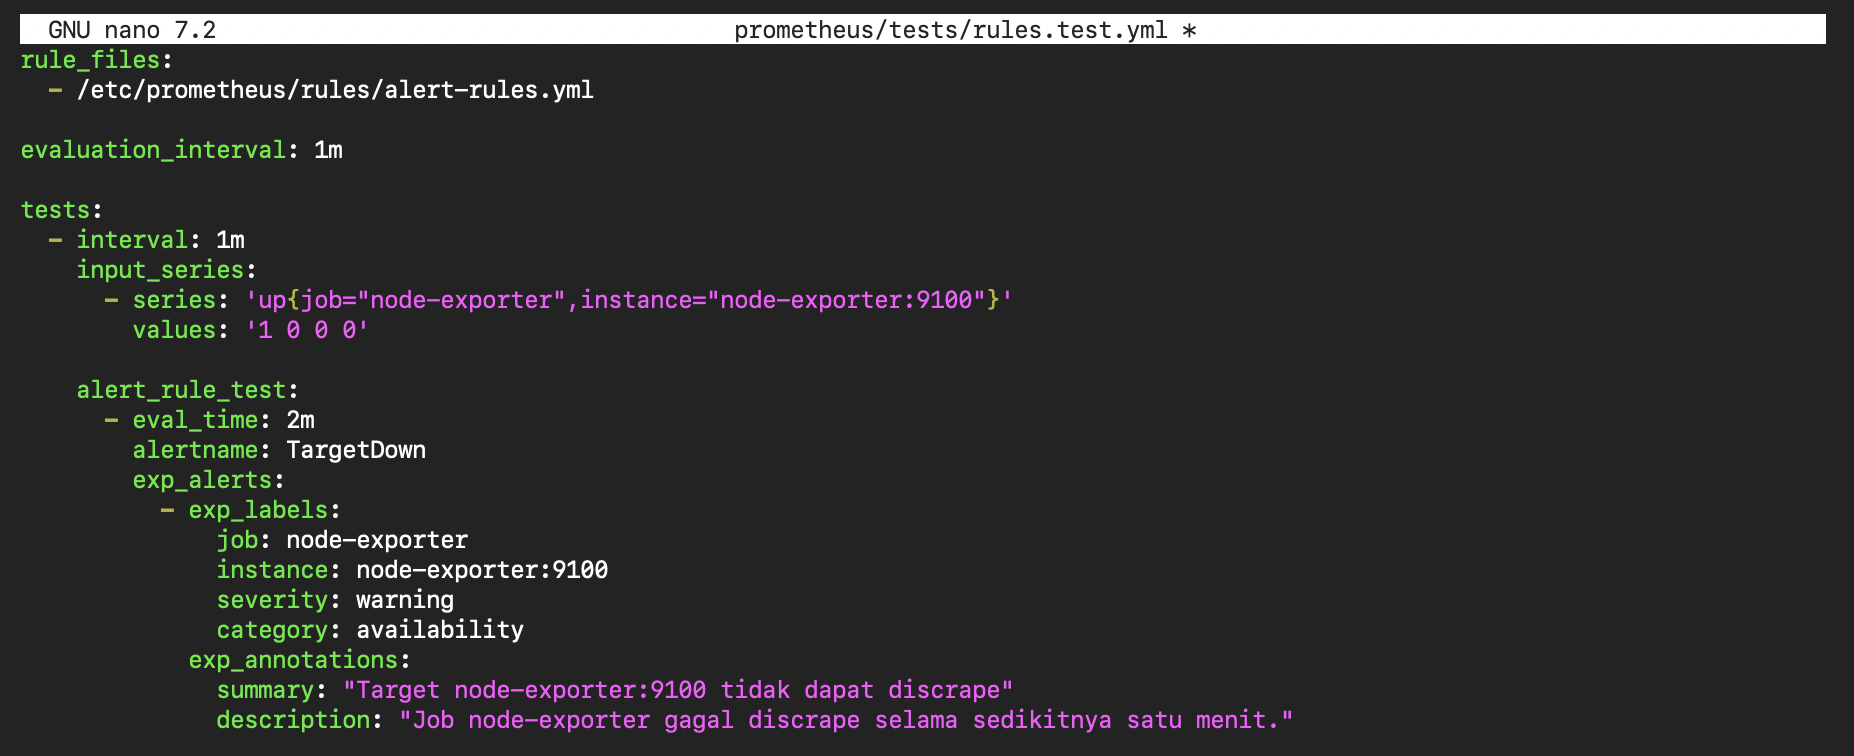 GNU nano 7.2 prometheus/tests/rules.test.yml *
rule_files:
  - /etc/prometheus/rules/alert-rules.yml

evaluation_interval: 1m

tests:
  - interval: 1m
    input_series:
      - series: 'up{job="node-exporter",instance="node-exporter:9100"}'
        values: '1 0 0 0'

    alert_rule_test:
      - eval_time: 2m
        alertname: TargetDown
        exp_alerts:
          - exp_labels:
              job: node-exporter
              instance: node-exporter:9100
              severity: warning
              category: availability
            exp_annotations:
              summary: "Target node-exporter:9100 tidak dapat discrape"
              description: "Job node-exporter gagal discrape selama sedikitnya satu menit."